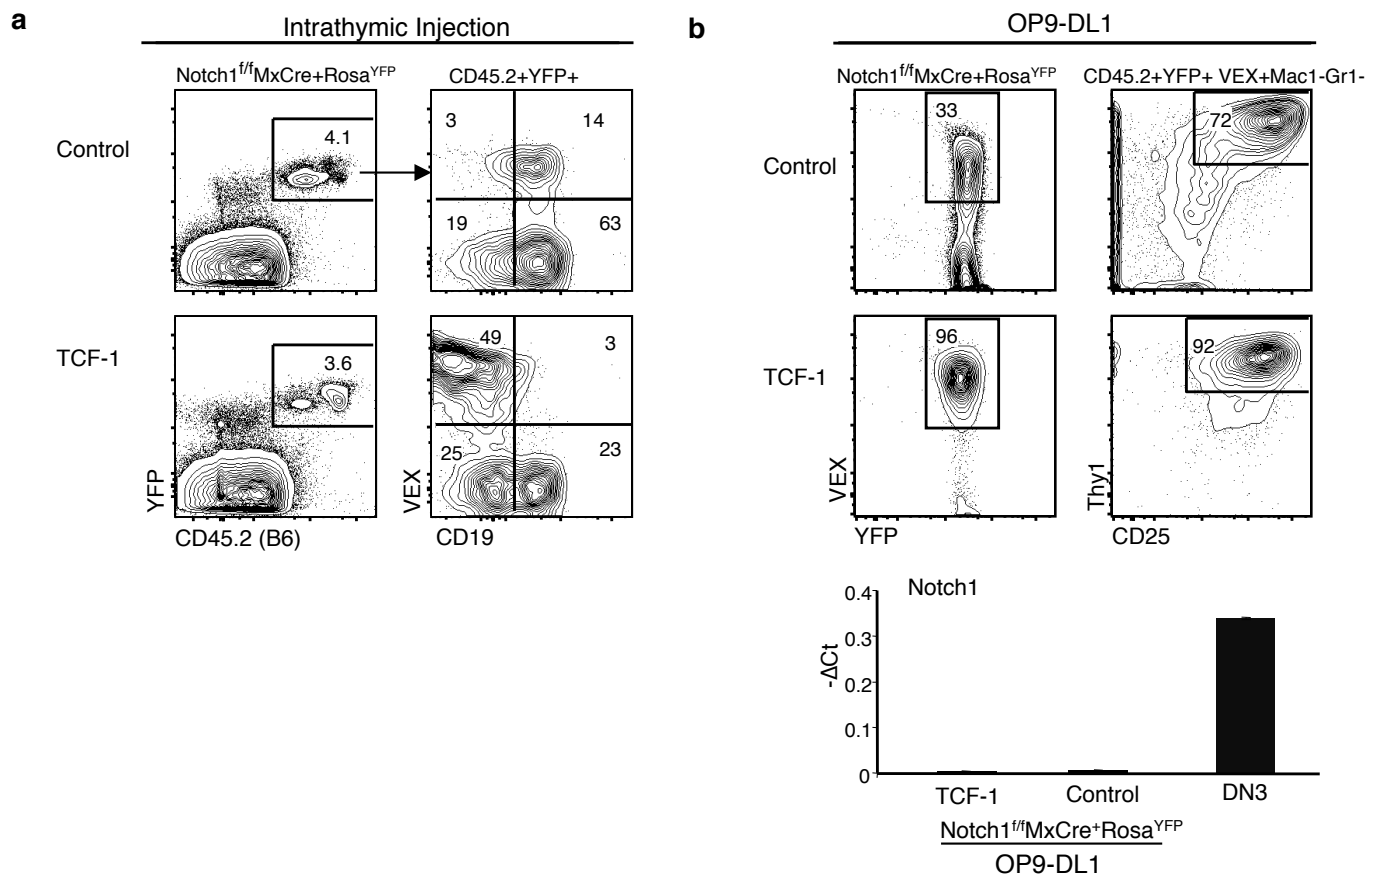 a
Intrathymic Injection
Notch1f/fMxCre+RosaYFP
CD45.2+YFP+
Control
4.1
3
14
19
63
TCF-1
3.6
49
3
25
23
YFP
VEX
CD45.2 (B6)
CD19
b
OP9-DL1
Notch1f/fMxCre+RosaYFP
CD45.2+YFP+ VEX+Mac1-Gr1-
Control
33
72
TCF-1
96
92
VEX
Thy1
YFP
CD25
Notch1
0.4
0.3
0.2
0.1
0
-ΔCt
TCF-1
Control
DN3
Notch1f/fMxCre+RosaYFP
OP9-DL1